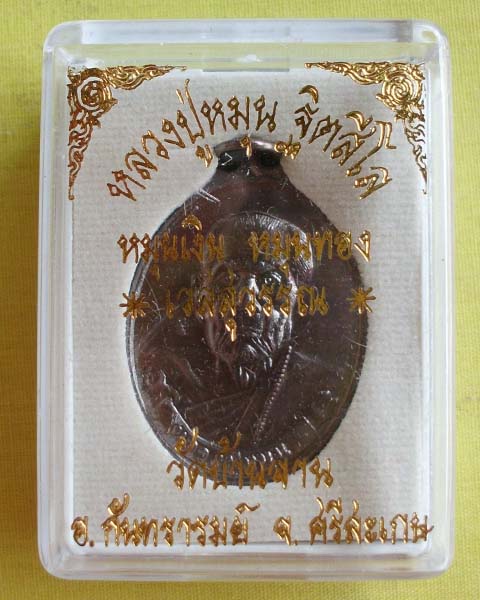 หลวงปู่หมุน ฐิตสีโล
หมุนเงิน หมุนทอง
* เวสสุวรรณ *
วัดบ้านจาน
อ. กันทรารมย์ จ. ศรีสะเกษ